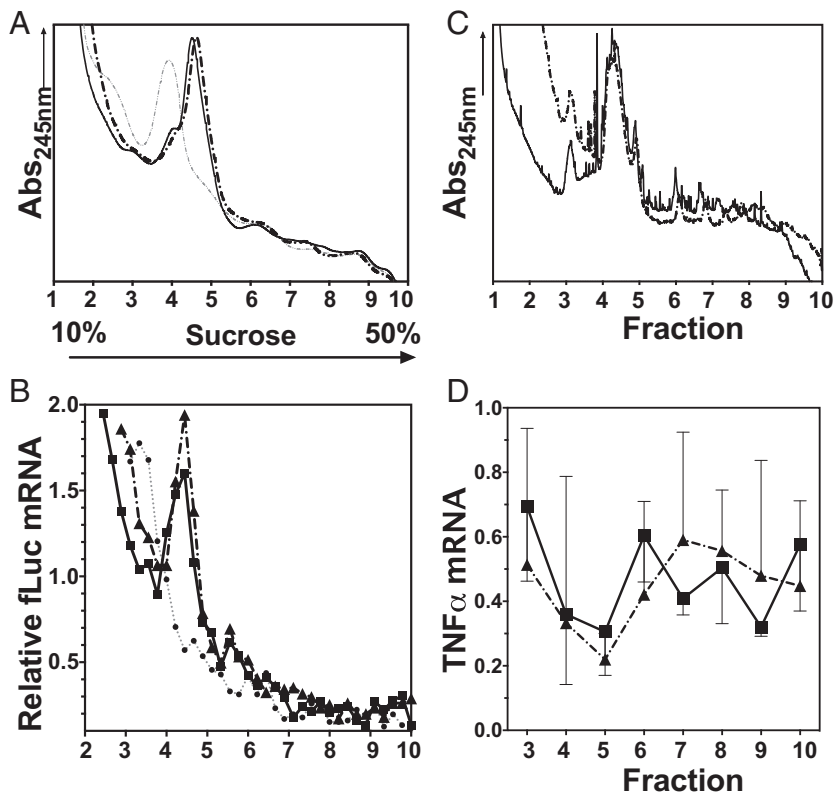 A
Abs245nm
1 2 3 4 5 6 7 8 9 10
10% Sucrose 50%
C
Abs245nm
1 2 3 4 5 6 7 8 9 10
Fraction
B
Relative fLuc mRNA
2.0
1.5
1.0
0.5
2 3 4 5 6 7 8 9 10
D
TNFα mRNA
1.0
0.8
0.6
0.4
0.2
0.0
3 4 5 6 7 8 9 10
Fraction